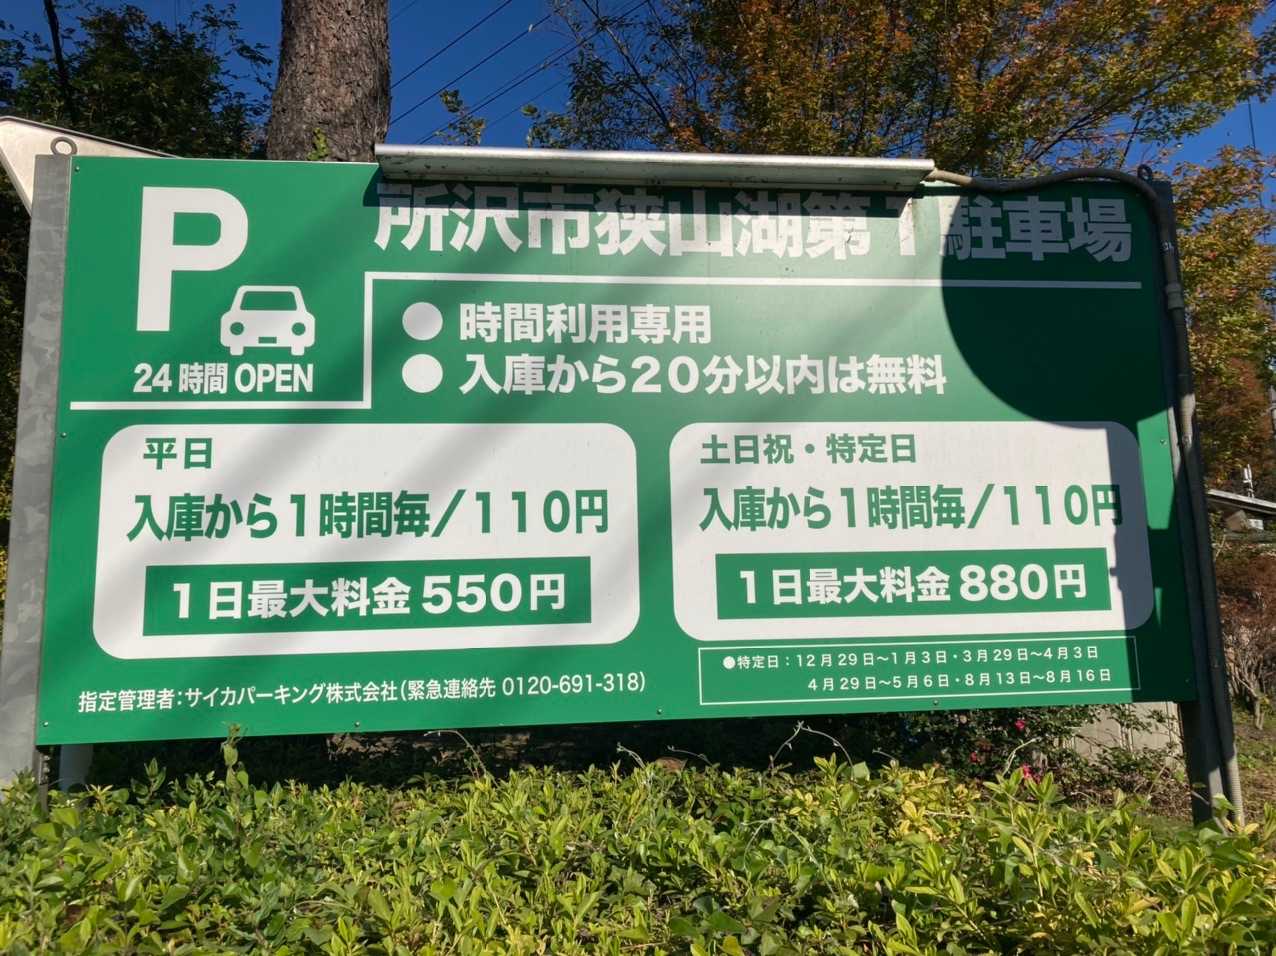 P
24時間 OPEN
所沢市狭山湖第1駐車場
●時間利用専用
●入庫から20分以内は無料
平日
入庫から1時間毎／110円
1日最大料金550円
土日祝・特定日
入庫から1時間毎／110円
1日最大料金880円
●特定日：12月29日～1月3日・3月29日～4月3日
4月29日～5月6日・8月13日～8月16日
指定管理者：サイカパーキング株式会社(緊急連絡先 0120-691-318)